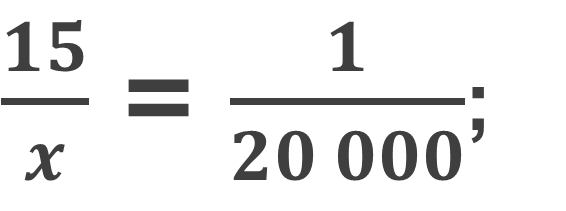 15/x = 1/20 000;